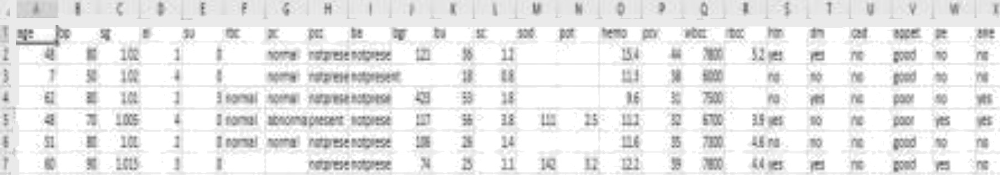 A B C D E F G H I J K L M N O P Q R S T U V W X
1 age bp sg al su rbc pc pcc ba bgr bu sc sod pot hemo pcv wbcc rbcc htn dm cad appet pe ane
2 48 80 1.02 1 0 normal notprese notprese 121 36 1.2 15.4 44 7800 5.2 yes yes no good no no
3 7 50 1.02 4 0 normal notprese notpresent 18 0.8 11.3 38 6000 no no no good no no
4 62 80 1.01 2 3 normal normal notprese notprese 423 53 1.8 9.6 31 7500 no yes no poor no yes
5 48 70 1.005 4 0 normal abnorma present notprese 117 56 3.8 111 2.5 11.2 32 6700 3.9 yes no no poor yes yes
6 51 80 1.01 2 0 normal normal notprese notprese 106 26 1.4 11.6 35 7300 4.6 no no no good no no
7 60 90 1.015 3 0 notprese notprese 74 25 1.1 142 3.2 12.2 39 7800 4.4 yes yes no good yes no